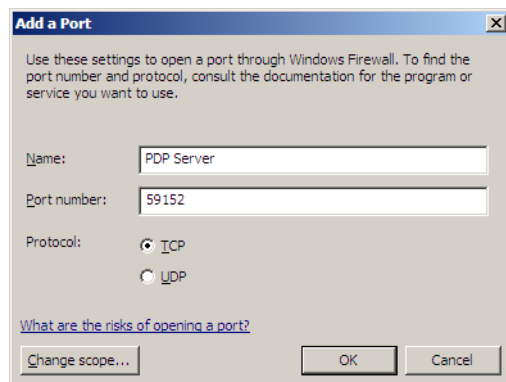 Add a Port
Use these settings to open a port through Windows Firewall. To find the
port number and protocol, consult the documentation for the program or
service you want to use.
Name: PDP Server
Port number: 59152
Protocol: TCP
UDP
What are the risks of opening a port?
Change scope... OK Cancel